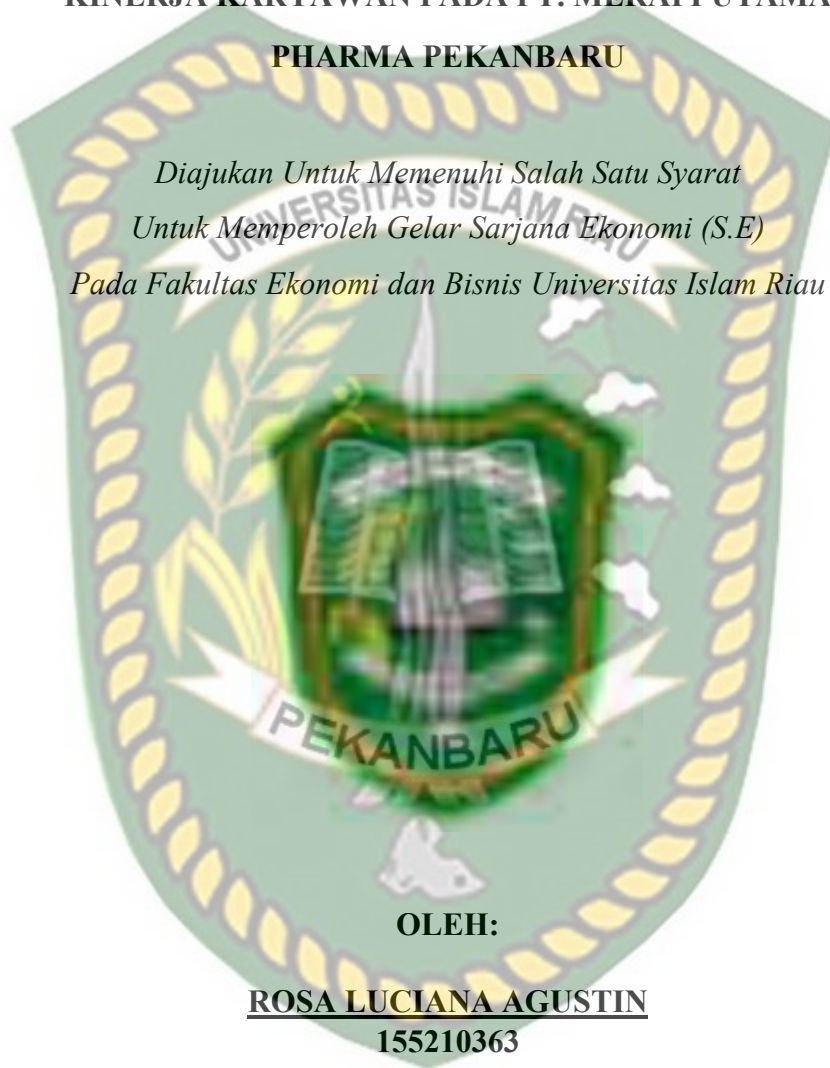 KINERJA KARYAWAN PADA PT. MERAPI UTAMA
PHARMA PEKANBARU
Diajukan Untuk Memenuhi Salah Satu Syarat
Untuk Memperoleh Gelar Sarjana Ekonomi (S.E)
Pada Fakultas Ekonomi dan Bisnis Universitas Islam Riau
UNIVERSITAS ISLAM RIAU
PEKANBARU
OLEH:
ROSA LUCIANA AGUSTIN
155210363